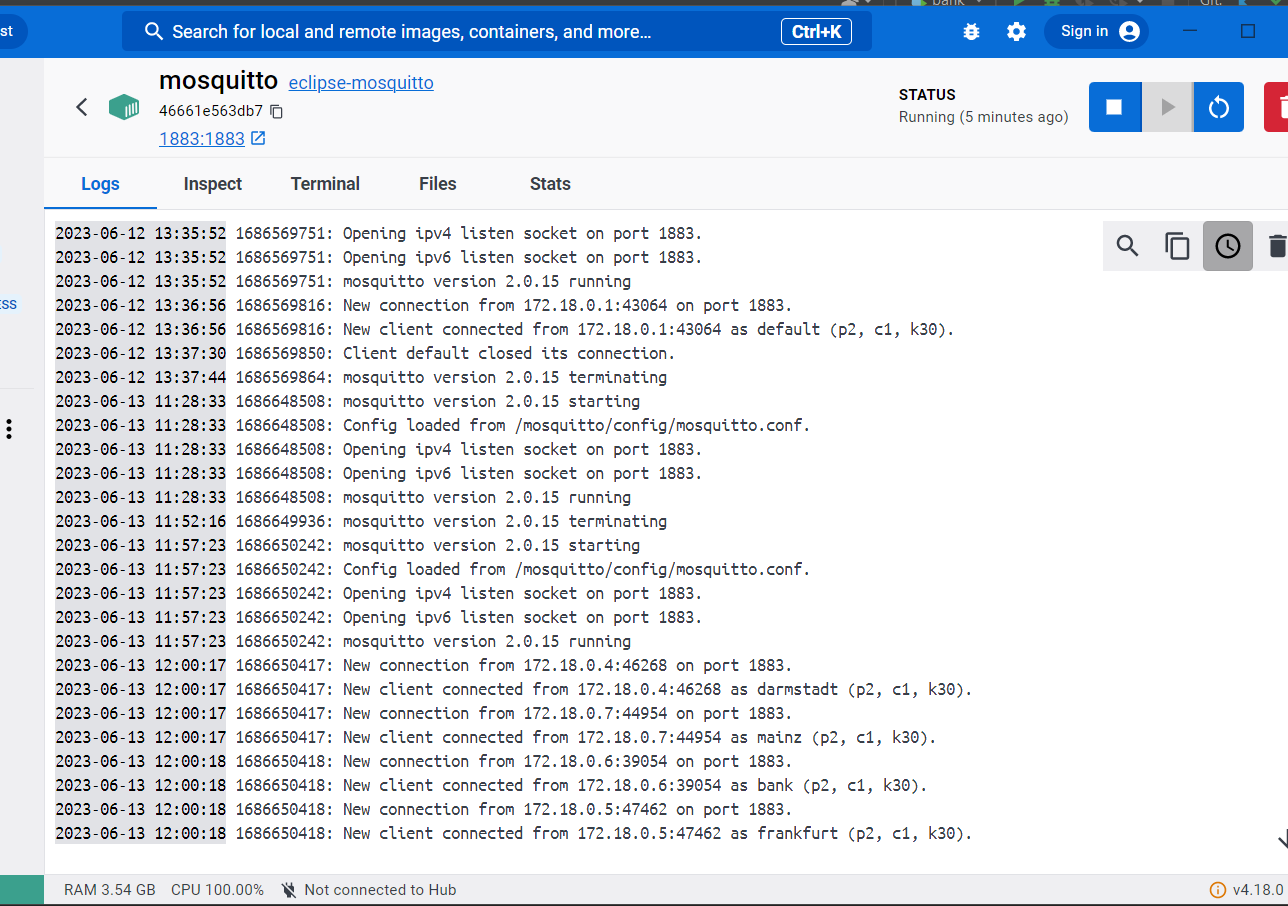 bank
Git:
st
Search for local and remote images, containers, and more...
Ctrl+K
Sign in
mosquitto eclipse-mosquitto
46661e563db7
1883:1883
STATUS
Running (5 minutes ago)
Logs Inspect Terminal Files Stats
2023-06-12 13:35:52 1686569751: Opening ipv4 listen socket on port 1883.
2023-06-12 13:35:52 1686569751: Opening ipv6 listen socket on port 1883.
2023-06-12 13:35:52 1686569751: mosquitto version 2.0.15 running
2023-06-12 13:36:56 1686569816: New connection from 172.18.0.1:43064 on port 1883.
2023-06-12 13:36:56 1686569816: New client connected from 172.18.0.1:43064 as default (p2, c1, k30).
2023-06-12 13:37:30 1686569850: Client default closed its connection.
2023-06-12 13:37:44 1686569864: mosquitto version 2.0.15 terminating
2023-06-13 11:28:33 1686648508: mosquitto version 2.0.15 starting
2023-06-13 11:28:33 1686648508: Config loaded from /mosquitto/config/mosquitto.conf.
2023-06-13 11:28:33 1686648508: Opening ipv4 listen socket on port 1883.
2023-06-13 11:28:33 1686648508: Opening ipv6 listen socket on port 1883.
2023-06-13 11:28:33 1686648508: mosquitto version 2.0.15 running
2023-06-13 11:52:16 1686649936: mosquitto version 2.0.15 terminating
2023-06-13 11:57:23 1686650242: mosquitto version 2.0.15 starting
2023-06-13 11:57:23 1686650242: Config loaded from /mosquitto/config/mosquitto.conf.
2023-06-13 11:57:23 1686650242: Opening ipv4 listen socket on port 1883.
2023-06-13 11:57:23 1686650242: Opening ipv6 listen socket on port 1883.
2023-06-13 11:57:23 1686650242: mosquitto version 2.0.15 running
2023-06-13 12:00:17 1686650417: New connection from 172.18.0.4:46268 on port 1883.
2023-06-13 12:00:17 1686650417: New client connected from 172.18.0.4:46268 as darmstadt (p2, c1, k30).
2023-06-13 12:00:17 1686650417: New connection from 172.18.0.7:44954 on port 1883.
2023-06-13 12:00:17 1686650417: New client connected from 172.18.0.7:44954 as mainz (p2, c1, k30).
2023-06-13 12:00:18 1686650418: New connection from 172.18.0.6:39054 on port 1883.
2023-06-13 12:00:18 1686650418: New client connected from 172.18.0.6:39054 as bank (p2, c1, k30).
2023-06-13 12:00:18 1686650418: New connection from 172.18.0.5:47462 on port 1883.
2023-06-13 12:00:18 1686650418: New client connected from 172.18.0.5:47462 as frankfurt (p2, c1, k30).
RAM 3.54 GB CPU 100.00% Not connected to Hub
v4.18.0